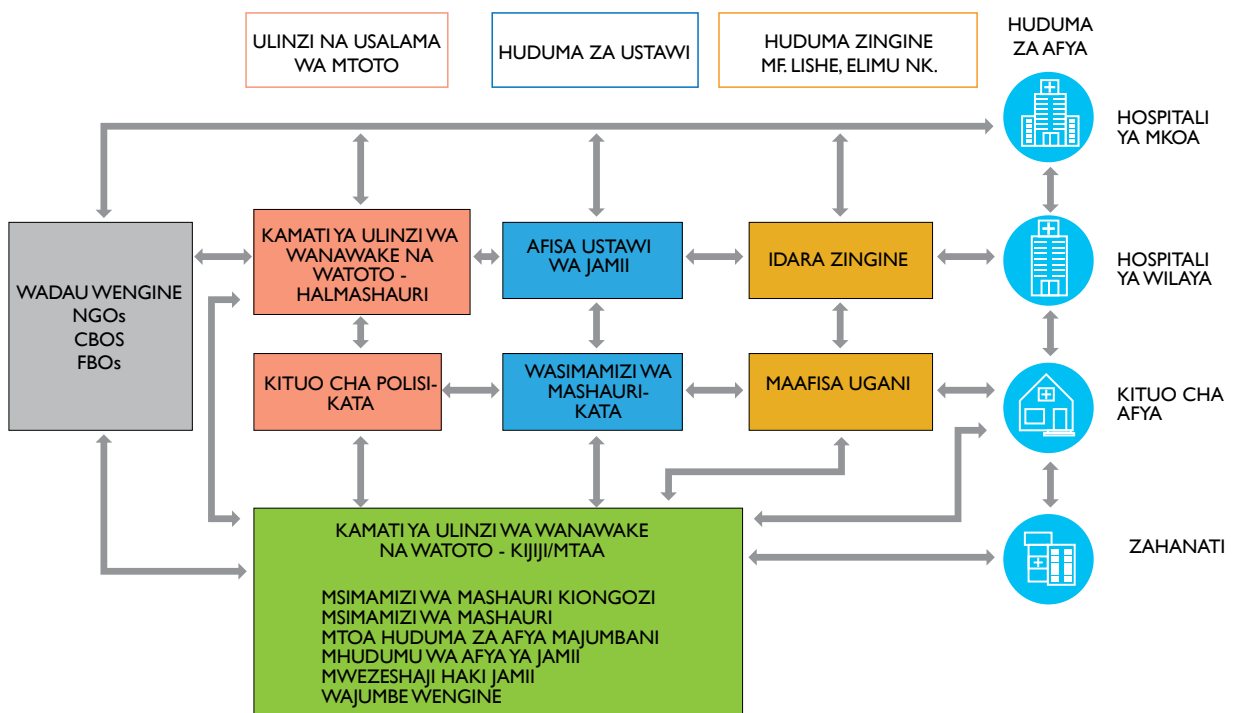 ULINZI NA USALAMA
WA MTOTO
HUDUMA ZA USTAWI
HUDUMA ZINGINE
MF. LISHE, ELIMU NK.
HUDUMA
ZA AFYA
HOSPITALI
YA MKOA
WADAU WENGINE
NGOs
CBOS
FBOs
KAMATI YA ULINZI WA
WANAWAKE NA
WATOTO -
HALMASHAURI
AFISA USTAWI
WA JAMII
IDARA ZINGINE
HOSPITALI
YA WILAYA
KITUO CHA POLISI-
KATA
WASIMAMIZI WA
MASHAURI-
KATA
MAAFISA UGANI
KITUO CHA
AFYA
KAMATI YA ULINZI WA WANAWAKE
NA WATOTO - KIJIJI/MTAA
MSIMAMIZI WA MASHAURI KIONGOZI
MSIMAMIZI WA MASHAURI
MTOA HUDUMA ZA AFYA MAJUMBANI
MHUDUMU WA AFYA YA JAMII
MWEZESHAJI HAKI JAMII
WAJUMBE WENGINE
ZAHANATI